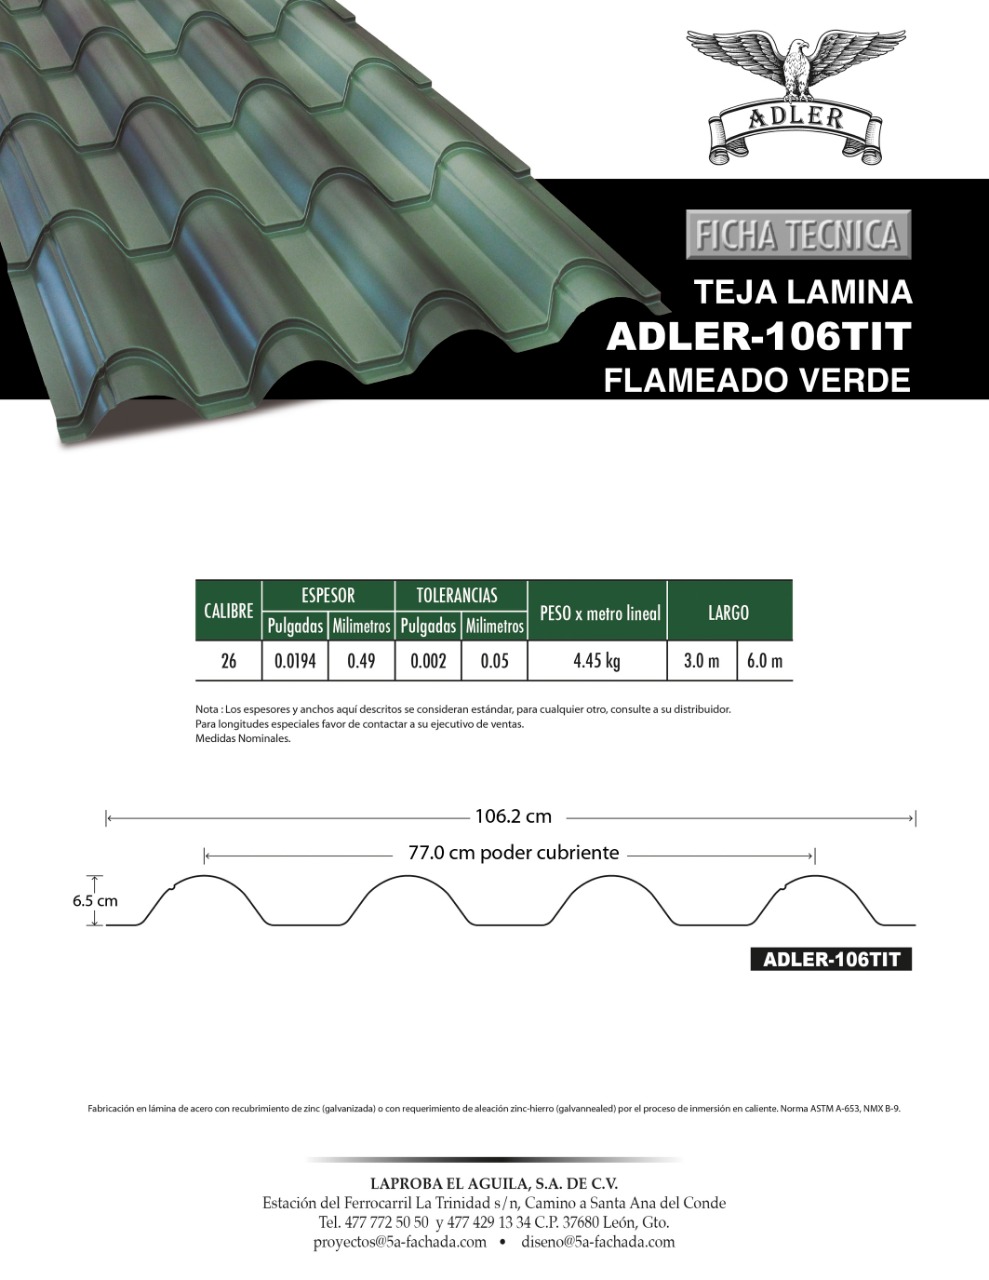 ADLER
FICHA TECNICA
TEJA LAMINA
ADLER-106TIT
FLAMEADO VERDE
CALIBRE ESPESOR TOLERANCIAS PESO x metro lineal LARGO
Pulgadas Milimetros Pulgadas Milimetros
26 0.0194 0.49 0.002 0.05 4.45 kg 3.0 m 6.0 m
Nota : Los espesores y anchos aquí descritos se consideran estándar, para cualquier otro, consulte a su distribuidor.
Para longitudes especiales favor de contactar a su ejecutivo de ventas.
Medidas Nominales.
106.2 cm
77.0 cm poder cubriente
6.5 cm
ADLER-106TIT
Fabricación en lámina de acero con recubrimiento de zinc (galvanizada) o con requerimiento de aleación zinc-hierro (galvannealed) por el proceso de inmersión en caliente. Norma ASTM A-653, NMX B-9.
LAPROBA EL AGUILA, S.A. DE C.V.
Estación del Ferrocarril La Trinidad s/n, Camino a Santa Ana del Conde
Tel. 477 772 50 50 y 477 429 13 34 C.P. 37680 León, Gto.
proyectos@5a-fachada.com • diseno@5a-fachada.com